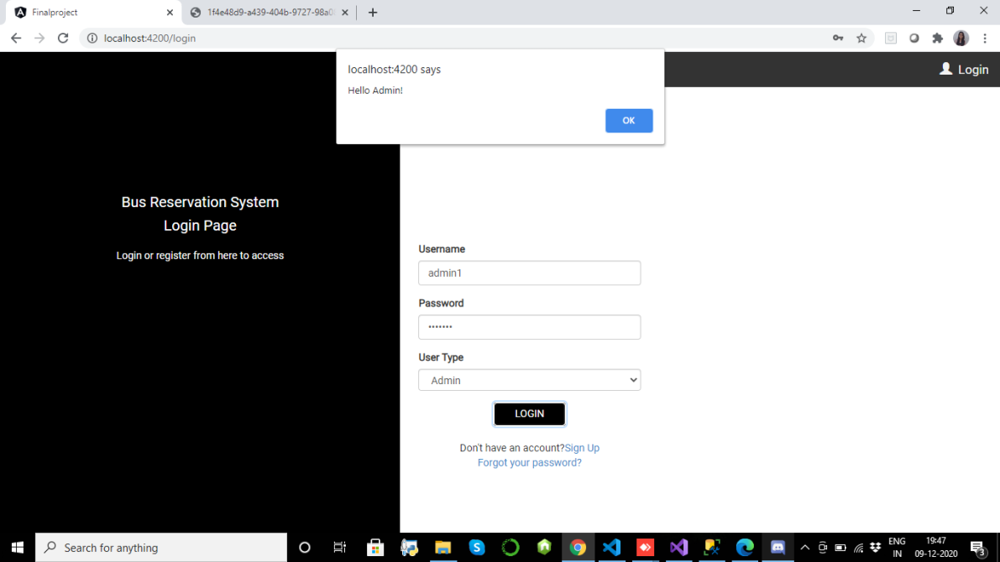 Finalproject
1f4e48d9-a439-404b-9727-98a0
localhost:4200/login
localhost:4200 says
Hello Admin!
OK
Login
Bus Reservation System
Login Page
Login or register from here to access
Username
admin1
Password
•••••••
User Type
Admin
LOGIN
Don't have an account?Sign Up
Forgot your password?
Search for anything
ENG
IN
19:47
09-12-2020
3